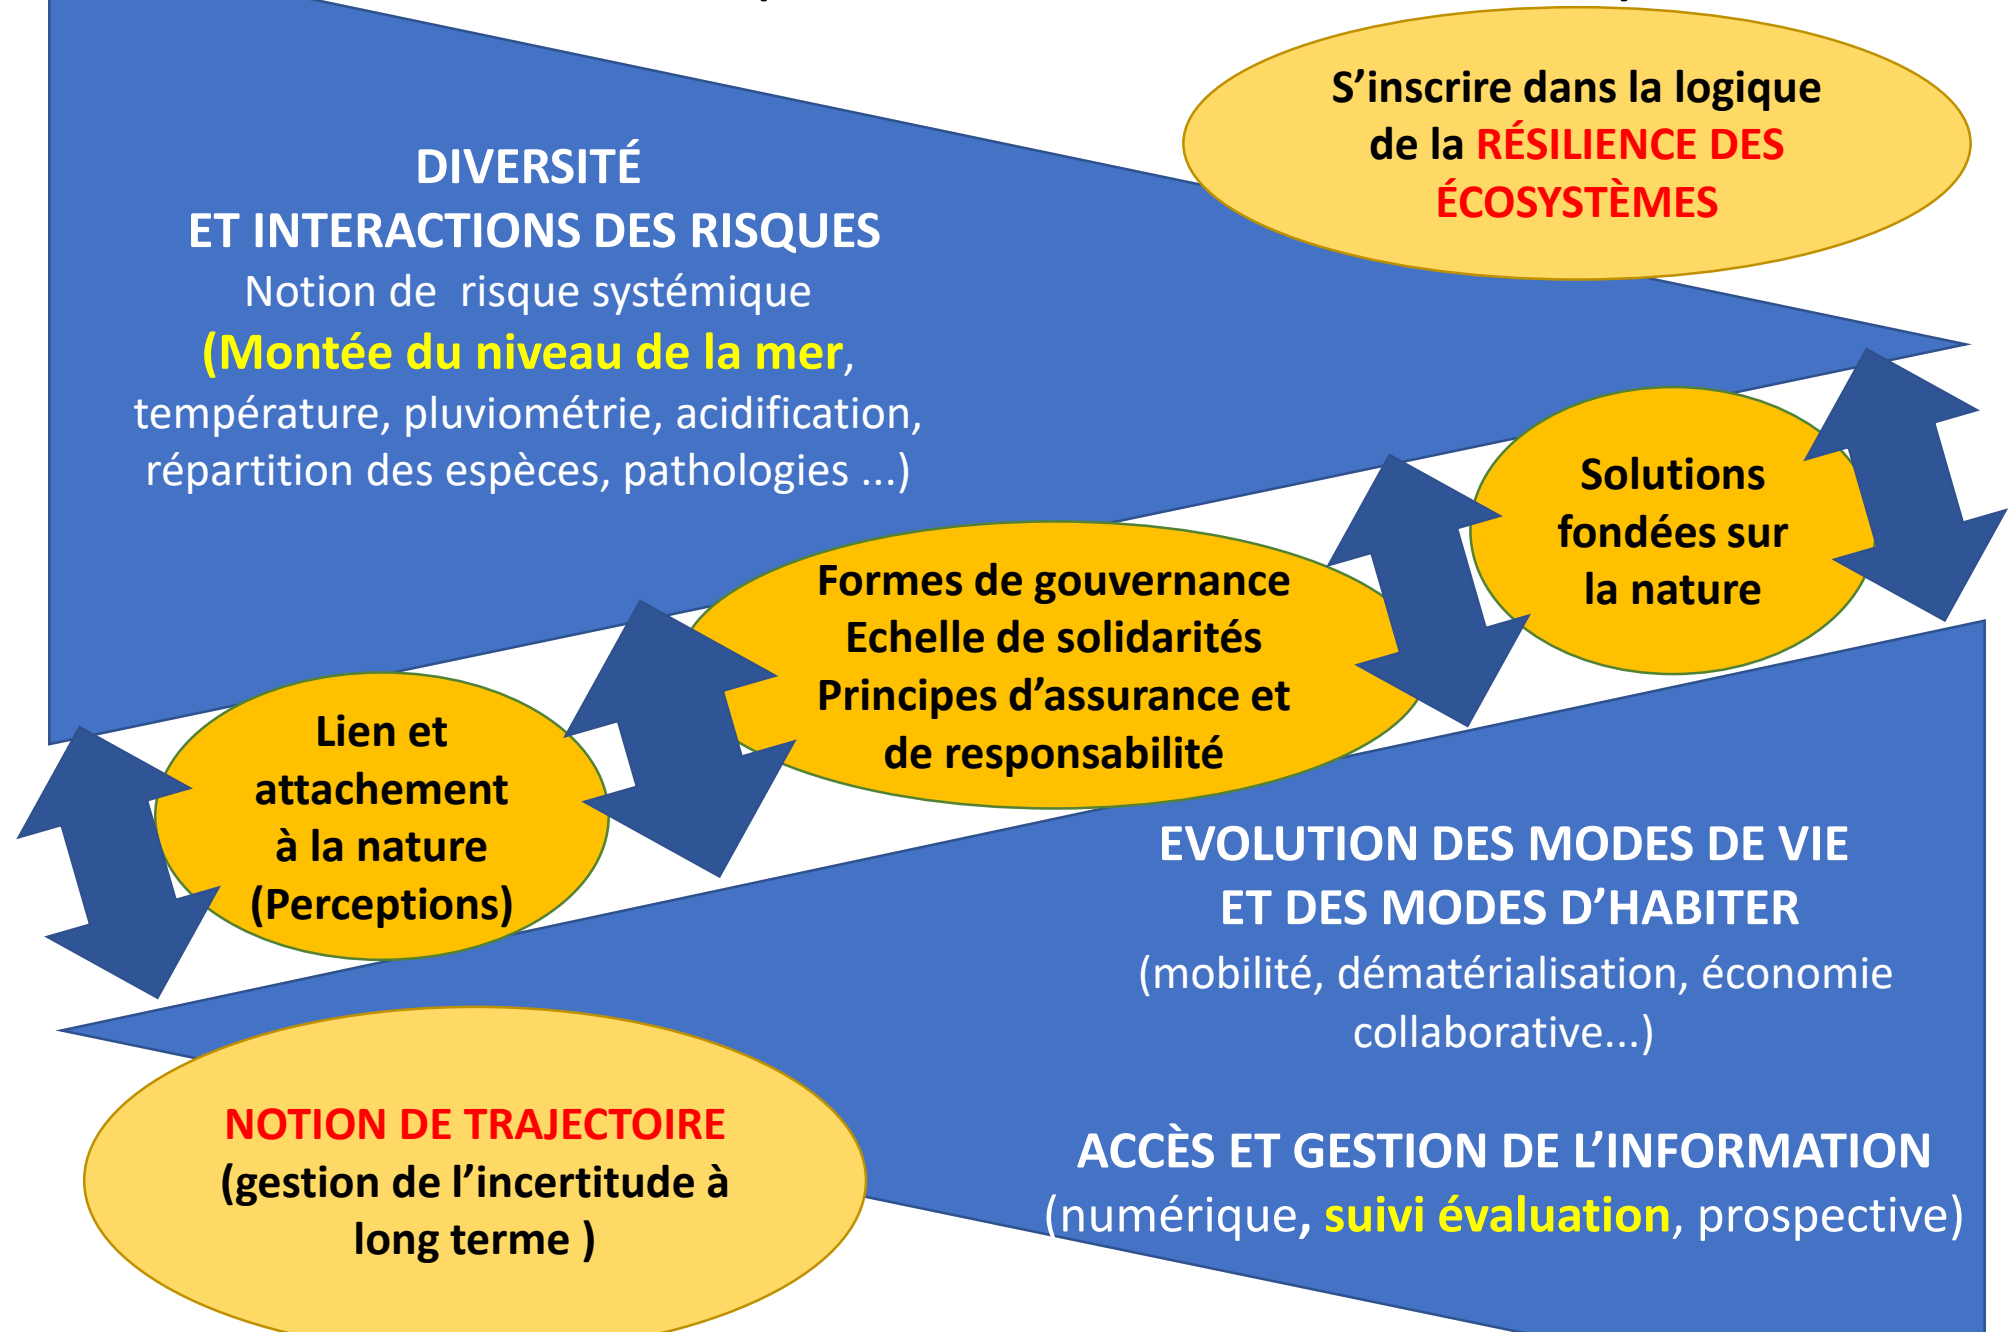 S’inscrire dans la logique
de la RÉSILIENCE DES
ÉCOSYSTÈMES
DIVERSITÉ
ET INTERACTIONS DES RISQUES
Notion de  risque systémique
(Montée du niveau de la mer,
température, pluviométrie, acidification,
répartition des espèces, pathologies ...)
Solutions
fondées sur
la nature
Formes de gouvernance
Echelle de solidarités
Principes d’assurance et
de responsabilité
Lien et
attachement
à la nature
(Perceptions)
EVOLUTION DES MODES DE VIE
ET DES MODES D’HABITER
(mobilité, dématérialisation, économie
collaborative...)
NOTION DE TRAJECTOIRE
(gestion de l’incertitude à
long terme )
ACCÈS ET GESTION DE L’INFORMATION
(numérique, suivi évaluation, prospective)